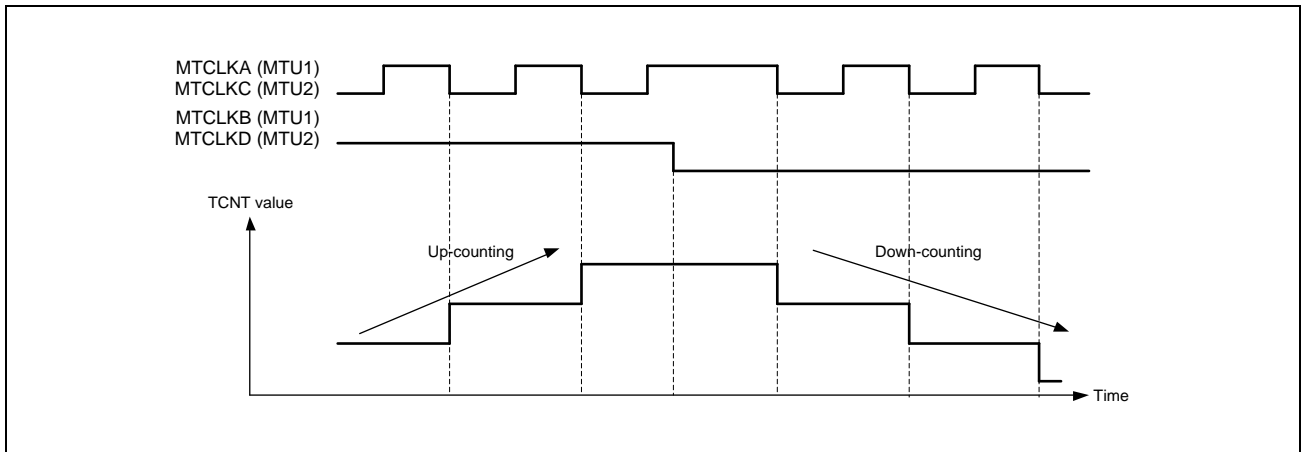 MTCLKA (MTU1)
MTCLKC (MTU2)
MTCLKB (MTU1)
MTCLKD (MTU2)
TCNT value
Up-counting
Down-counting
Time